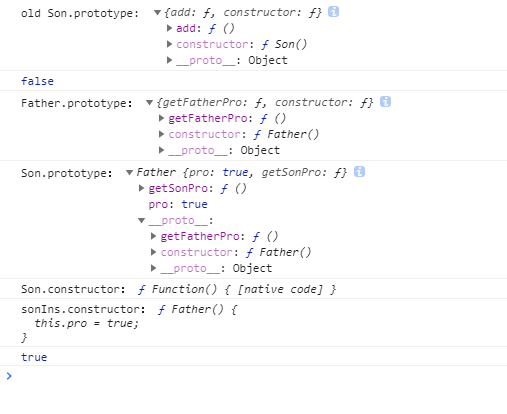 old Son.prototype: ▼{add: ƒ, constructor: ƒ} i
▶add: ƒ ()
▶constructor: ƒ Son()
▶__proto__: Object
false
Father.prototype: ▼{getFatherPro: ƒ, constructor: ƒ} i
▶getFatherPro: ƒ ()
▶constructor: ƒ Father()
▶__proto__: Object
Son.prototype: ▼Father {pro: true, getSonPro: ƒ} i
▶getSonPro: ƒ ()
pro: true
▼__proto__:
▶getFatherPro: ƒ ()
▶constructor: ƒ Father()
▶__proto__: Object
Son.constructor: ƒ Function() { [native code] }
sonIns.constructor: ƒ Father() {
this.pro = true;
}
true
>